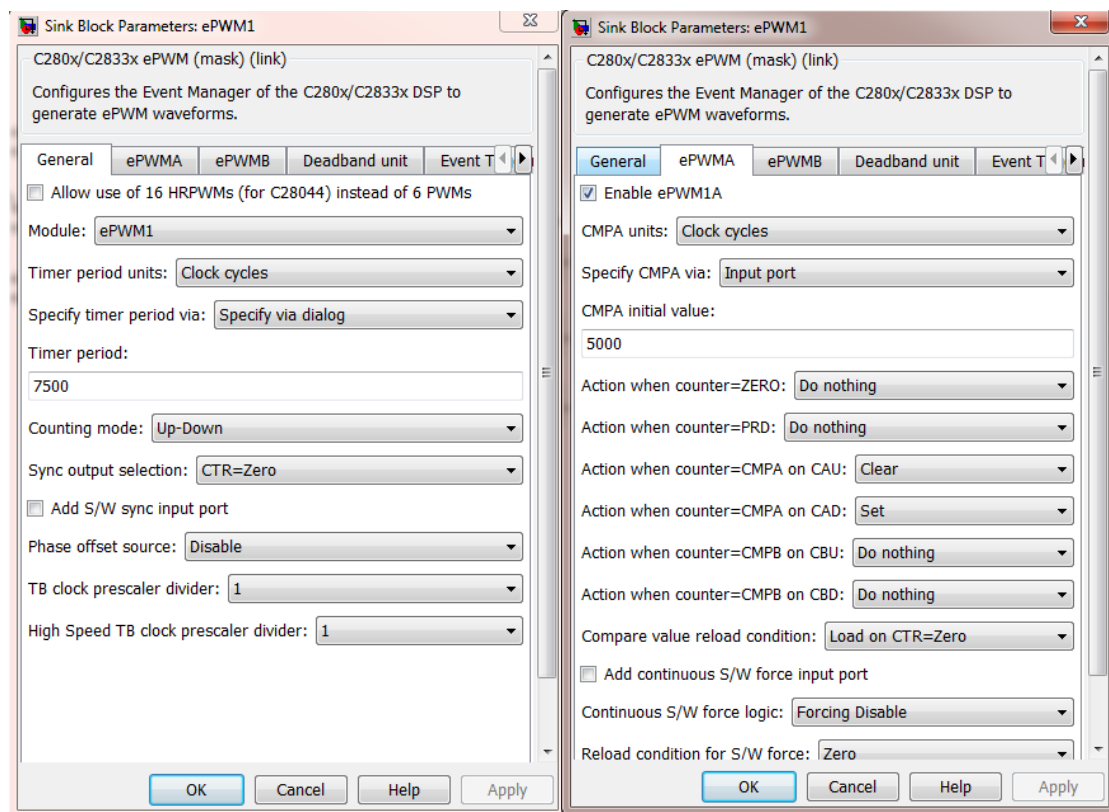 Sink Block Parameters: ePWM1
C280x/C2833x ePWM (mask) (link)
Configures the Event Manager of the C280x/C2833x DSP to
generate ePWM waveforms.
General ePWMA ePWMB Deadband unit Event T
Allow use of 16 HRPWMs (for C28044) instead of 6 PWMs
Module: ePWM1
Timer period units: Clock cycles
Specify timer period via: Specify via dialog
Timer period:
7500
Counting mode: Up-Down
Sync output selection: CTR=Zero
Add S/W sync input port
Phase offset source: Disable
TB clock prescaler divider: 1
High Speed TB clock prescaler divider: 1
OK Cancel Help Apply
Sink Block Parameters: ePWM1
C280x/C2833x ePWM (mask) (link)
Configures the Event Manager of the C280x/C2833x DSP to
generate ePWM waveforms.
General ePWMA ePWMB Deadband unit Event T
Enable ePWM1A
CMPA units: Clock cycles
Specify CMPA via: Input port
CMPA initial value:
5000
Action when counter=ZERO: Do nothing
Action when counter=PRD: Do nothing
Action when counter=CMPA on CAU: Clear
Action when counter=CMPA on CAD: Set
Action when counter=CMPB on CBU: Do nothing
Action when counter=CMPB on CBD: Do nothing
Compare value reload condition: Load on CTR=Zero
Add continuous S/W force input port
Continuous S/W force logic: Forcing Disable
Reload condition for S/W force: Zero
OK Cancel Help Apply